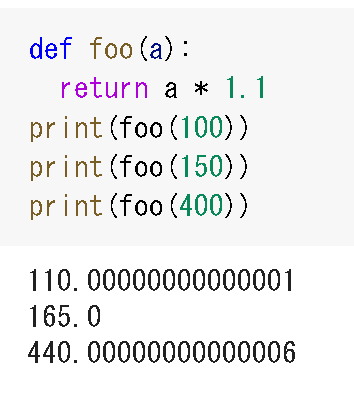 def foo(a):
  return a * 1.1
print(foo(100))
print(foo(150))
print(foo(400))
110.00000000000001
165.0
440.00000000000006